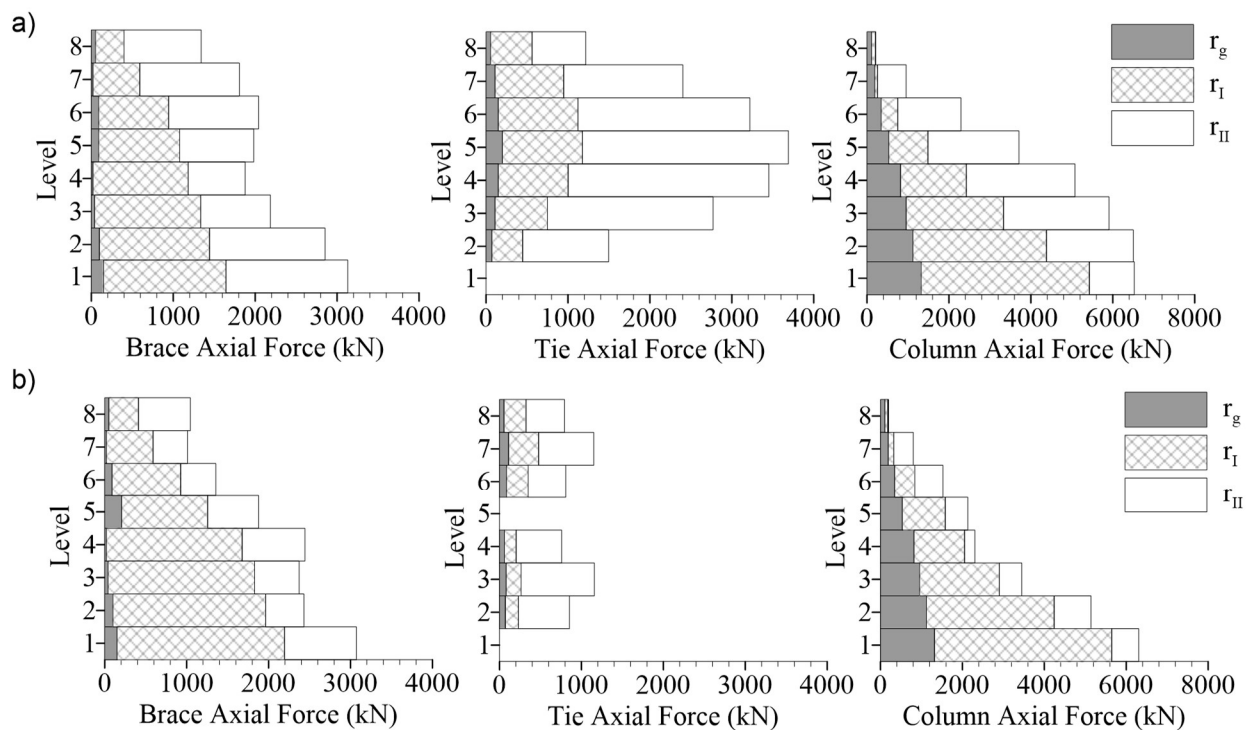 a)
Level
8
7
6
5
4
3
2
1
0 1000 2000 3000 4000
Brace Axial Force (kN)
Level
8
7
6
5
4
3
2
1
0 1000 2000 3000 4000
Tie Axial Force (kN)
Level
8
7
6
5
4
3
2
1
0 2000 4000 6000 8000
Column Axial Force (kN)
rg
rI
rII
b)
Level
8
7
6
5
4
3
2
1
0 1000 2000 3000 4000
Brace Axial Force (kN)
Level
8
7
6
5
4
3
2
1
0 1000 2000 3000 4000
Tie Axial Force (kN)
Level
8
7
6
5
4
3
2
1
0 2000 4000 6000 8000
Column Axial Force (kN)
rg
rI
rII